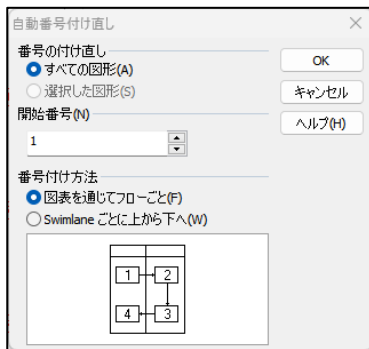 自動番号付け直し
番号の付け直し
すべての図形(A)
選択した図形(S)
開始番号(N)
1
番号付け方法
図表を通じてフローごと(F)
Swimlane ごとに上から下へ(W)
1 2
4 3
OK
キャンセル
ヘルプ(H)